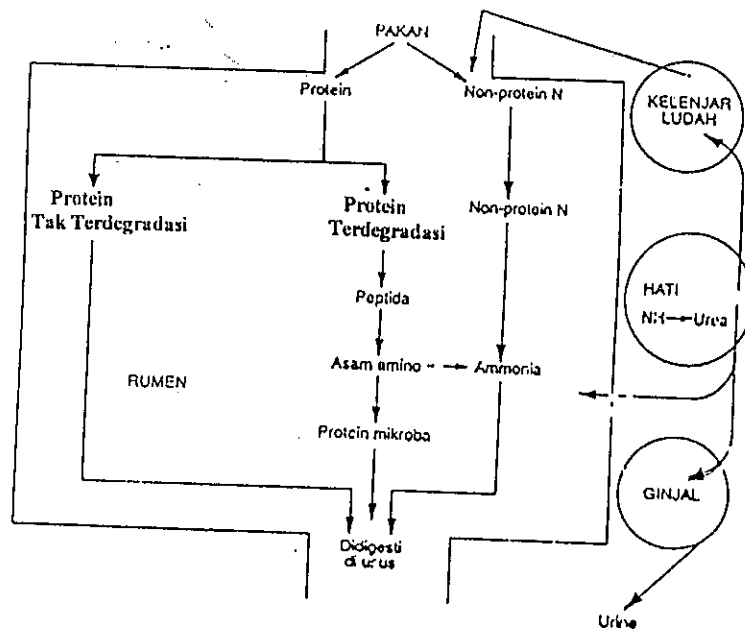 PAKAN
Protein
Non-protein N
KELENJAR
LUDAH
Protein
Tak Terdegradasi
Protein
Terdegradasi
Non-protein N
HATI
Urea
Peptida
RUMEN
Asam amino
Ammonia
Protein mikroba
GINJAL
Didigesti
di usus
Urine